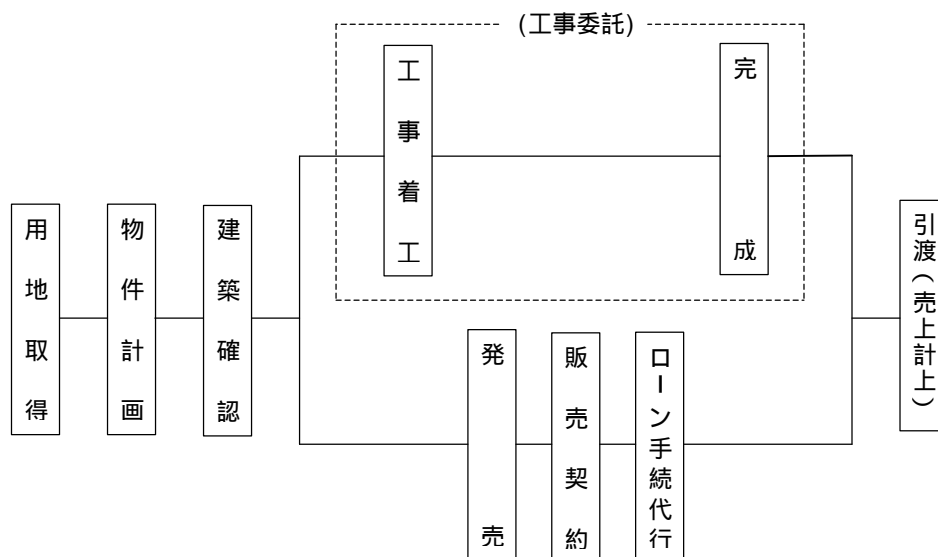 (工事委託)
工事着工
完成
用地取得
物件計画
建築確認
引渡(売上計上)
発売
販売契約
ローン手続代行